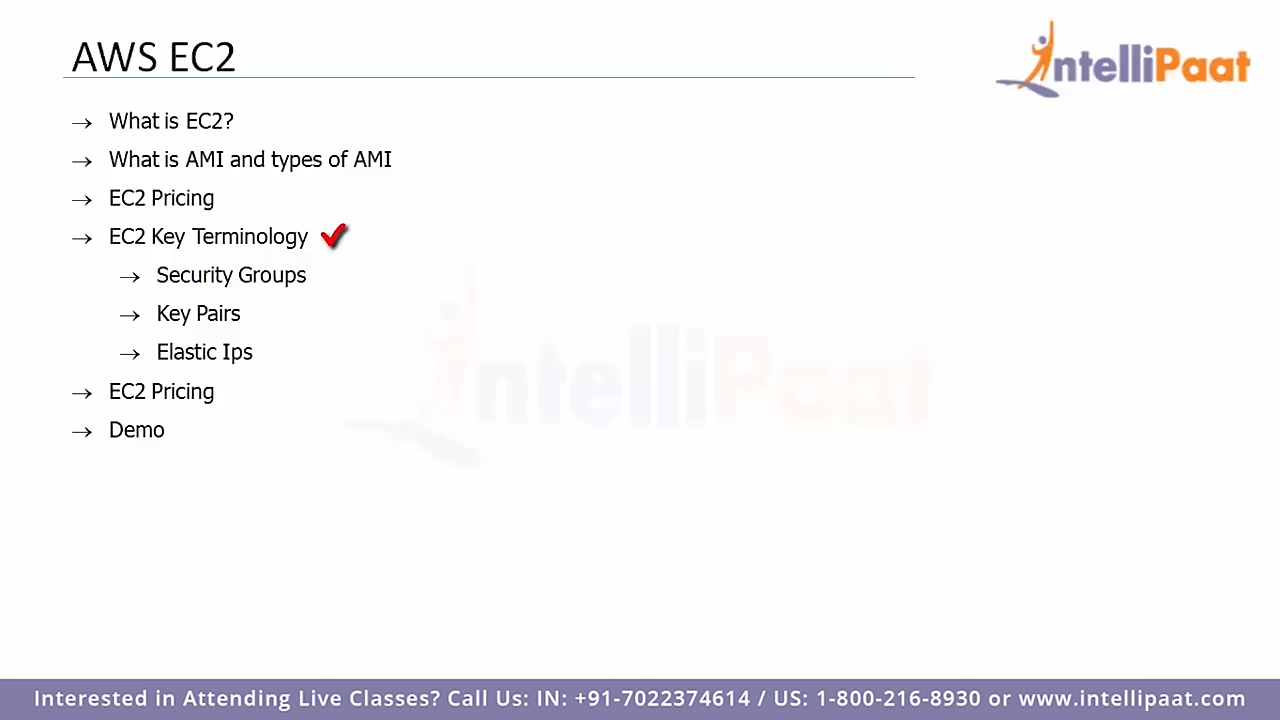 AWS EC2
IntelliPaat
→ What is EC2?
→ What is AMI and types of AMI
→ EC2 Pricing
→ EC2 Key Terminology
→ Security Groups
→ Key Pairs
→ Elastic Ips
→ EC2 Pricing
→ Demo
IntelliPaat
Interested in Attending Live Classes? Call Us: IN: +91-7022374614 / US: 1-800-216-8930 or www.intellipaat.com